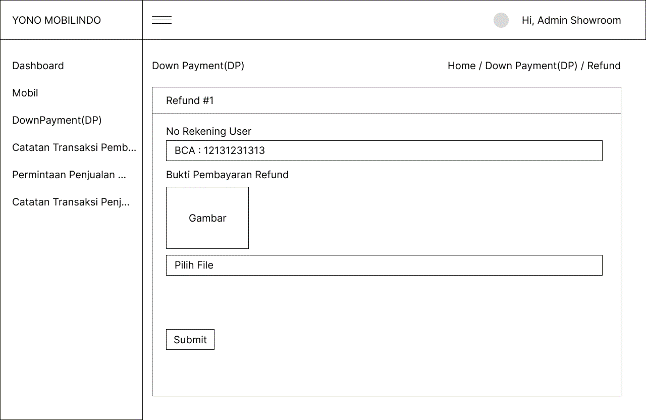 YONO MOBILINDO
Hi, Admin Showroom
Dashboard
Mobil
DownPayment(DP)
Catatan Transaksi Pemb...
Permintaan Penjualan ...
Catatan Transaksi Penj...
Down Payment(DP)
Home / Down Payment(DP) / Refund
Refund #1
No Rekening User
BCA : 12131231313
Bukti Pembayaran Refund
Gambar
Pilih File
Submit